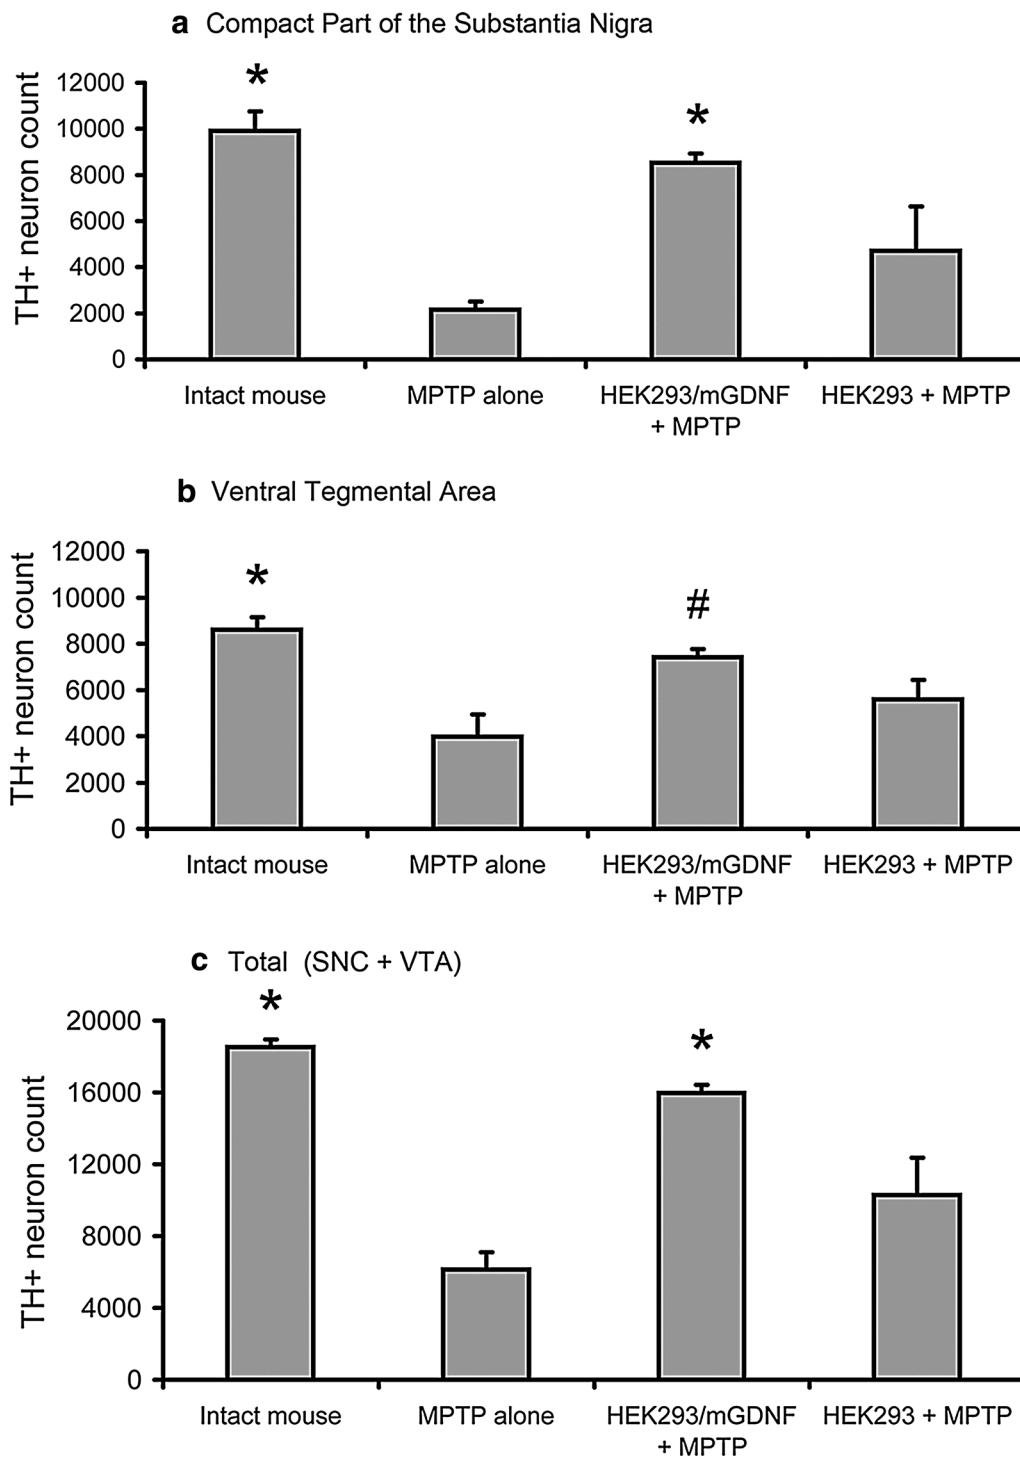 a Compact Part of the Substantia Nigra
TH+ neuron count
12000
10000
8000
6000
4000
2000
0
*
*
Intact mouse
MPTP alone
HEK293/mGDNF
+ MPTP
HEK293 + MPTP
b Ventral Tegmental Area
TH+ neuron count
12000
10000
8000
6000
4000
2000
0
*
#
Intact mouse
MPTP alone
HEK293/mGDNF
+ MPTP
HEK293 + MPTP
c Total (SNC + VTA)
TH+ neuron count
20000
16000
12000
8000
4000
0
*
*
Intact mouse
MPTP alone
HEK293/mGDNF
+ MPTP
HEK293 + MPTP